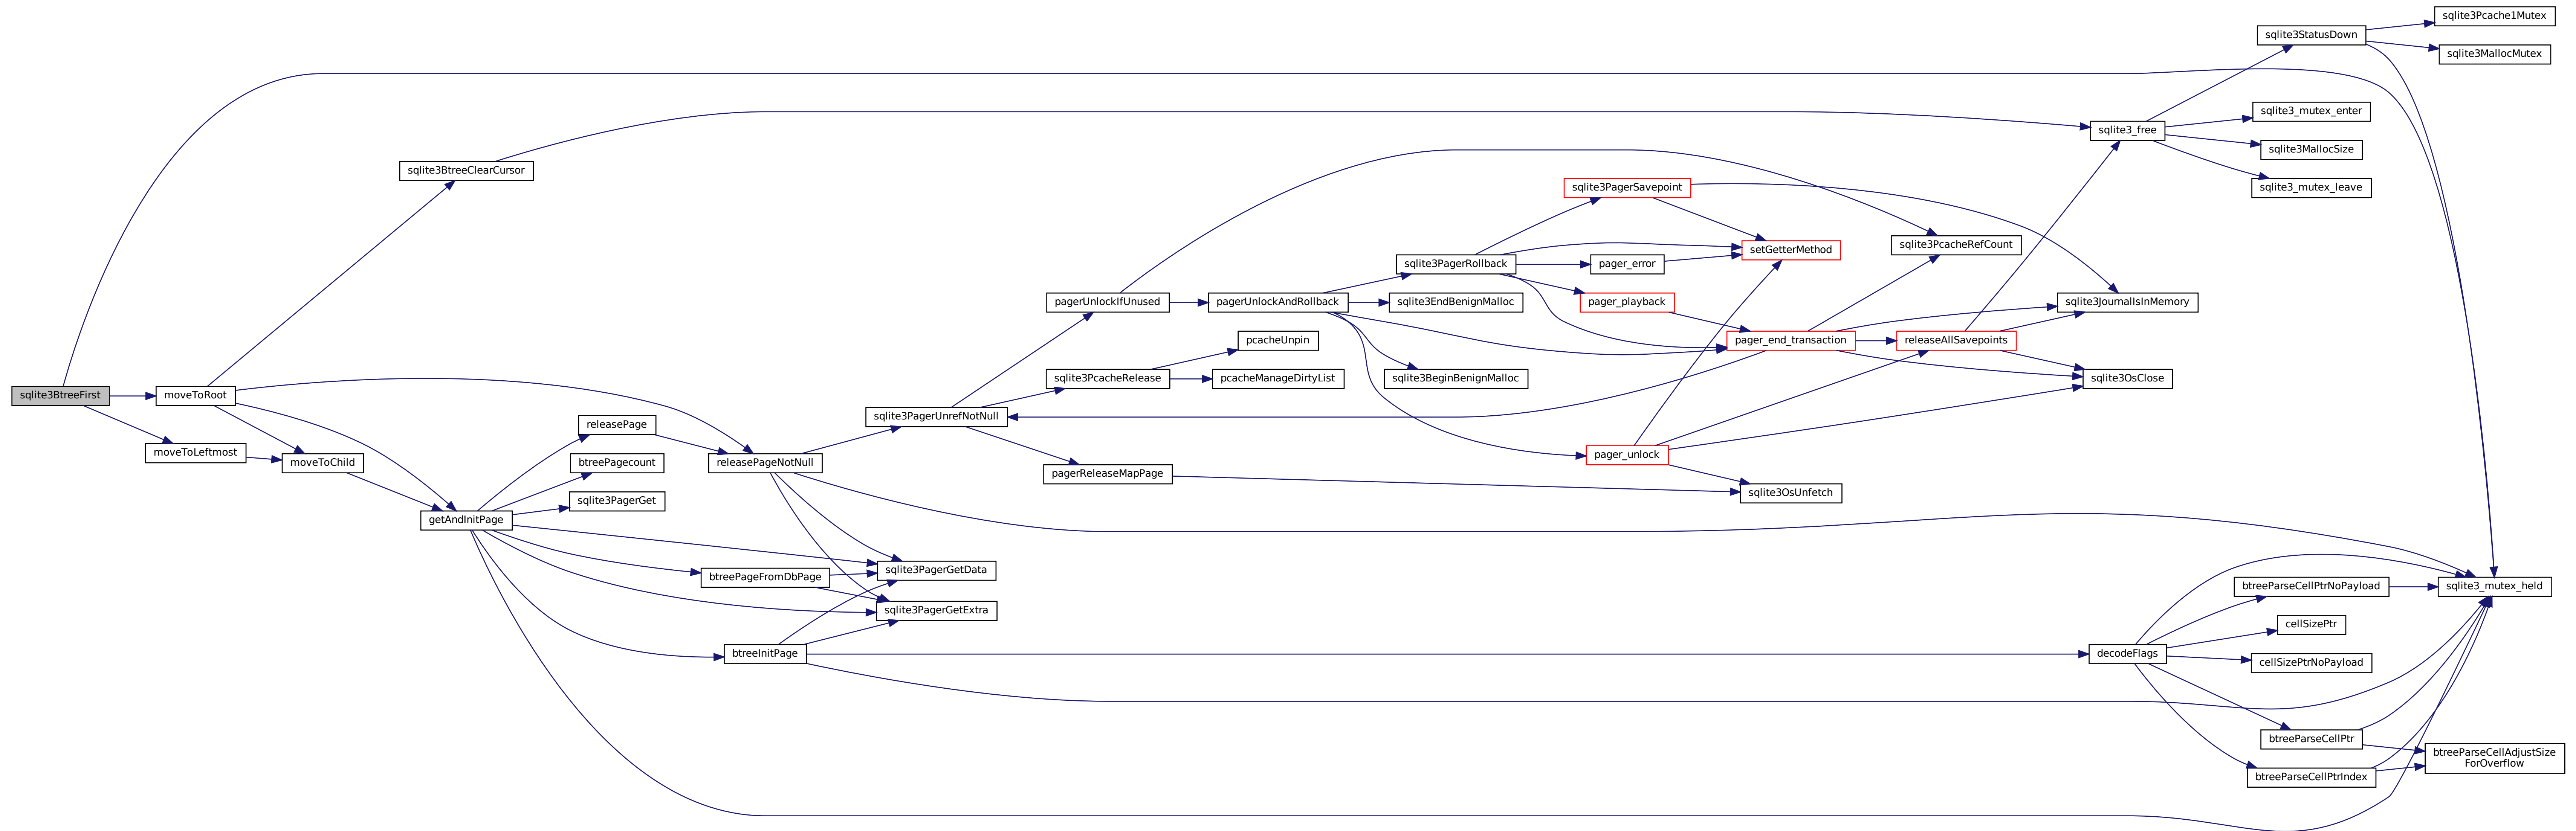 sqlite3BtreeFirst
moveToRoot
moveToLeftmost
moveToChild
sqlite3BtreeClearCursor
getAndInitPage
releasePage
btreePagecount
sqlite3PagerGet
releasePageNotNull
btreePageFromDbPage
btreeInitPage
sqlite3PagerUnrefNotNull
sqlite3PagerGetData
sqlite3PagerGetExtra
pagerUnlockIfUnused
sqlite3PcacheRelease
pagerReleaseMapPage
pcacheUnpin
pcacheManageDirtyList
pagerUnlockAndRollback
sqlite3PagerRollback
sqlite3EndBenignMalloc
sqlite3BeginBenignMalloc
sqlite3PagerSavepoint
pager_error
pager_playback
pager_unlock
setGetterMethod
pager_end_transaction
sqlite3OsUnfetch
sqlite3PcacheRefCount
releaseAllSavepoints
sqlite3_free
sqlite3JournalIsInMemory
sqlite3OsClose
decodeFlags
sqlite3StatusDown
sqlite3_mutex_enter
sqlite3MallocSize
sqlite3_mutex_leave
btreeParseCellPtrNoPayload
cellSizePtr
cellSizePtrNoPayload
btreeParseCellPtr
btreeParseCellPtrIndex
sqlite3Pcache1Mutex
sqlite3MallocMutex
sqlite3_mutex_held
btreeParseCellAdjustSize
ForOverflow